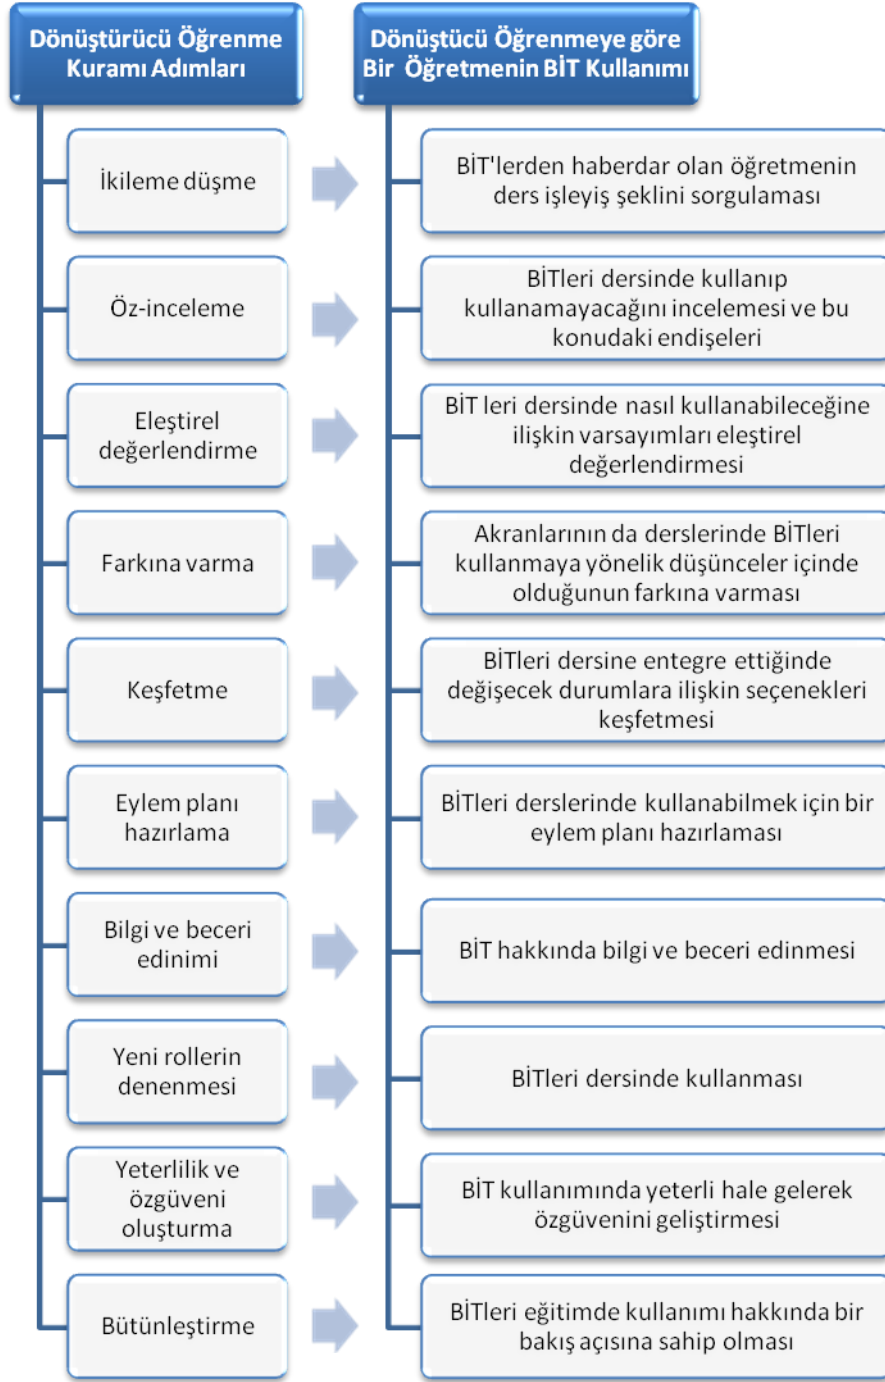 Dönüştürücü Öğrenme
Kuramı Adımları
Dönüştücü Öğrenmeye göre
Bir Öğretmenin BİT Kullanımı
İkileme düşme
BİT'lerden haberdar olan öğretmenin
ders işleyiş şeklini sorgulaması
Öz-inceleme
BİTleri dersinde kullanıp
kullanamayacağını incelemesi ve bu
konudaki endişeleri
Eleştirel
değerlendirme
BİT leri dersinde nasıl kullanabileceğine
ilişkin varsayımları eleştirel
değerlendirmesi
Farkına varma
Akranlarının da derslerinde BİTleri
kullanmaya yönelik düşünceler içinde
olduğunun farkına varması
Keşfetme
BİTleri dersine entegre ettiğinde
değişecek durumlara ilişkin seçenekleri
keşfetmesi
Eylem planı
hazırlama
BİTleri derslerinde kullanabilmek için bir
eylem planı hazırlaması
Bilgi ve beceri
edinimi
BİT hakkında bilgi ve beceri edinmesi
Yeni rollerin
denenmesi
BİTleri dersinde kullanması
Yeterlilik ve
özgüveni
oluşturma
BİT kullanımında yeterli hale gelerek
özgüvenini geliştirmesi
Bütünleştirme
BİTleri eğitimde kullanımı hakkında bir
bakış açısına sahip olması